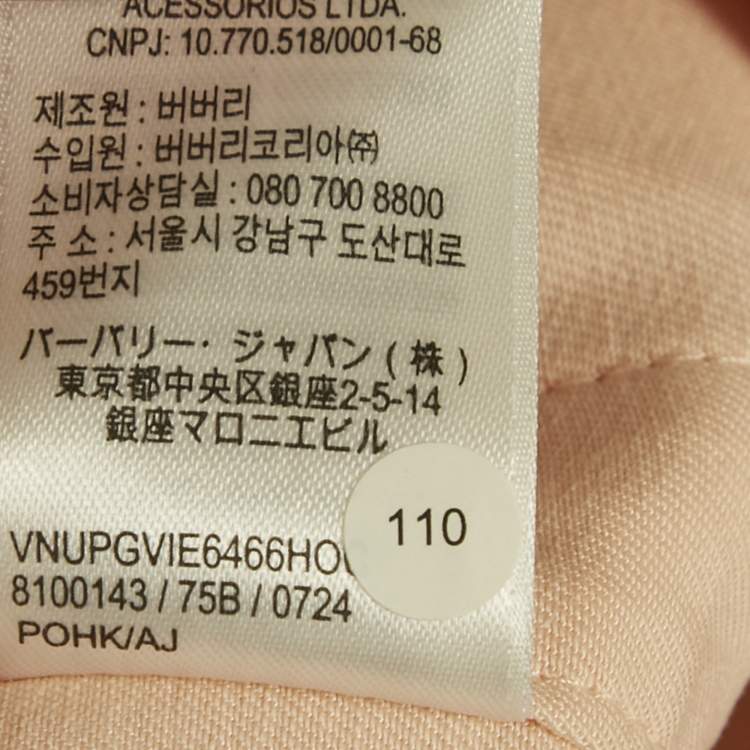 ACESSORIOS LTDA.
CNPJ: 10.770.518/0001-68
제조원 : 버버리
수입원 : 버버리코리아㈜
소비자상담실 : 080 700 8800
주 소 : 서울시 강남구 도산대로
459번지
バーバリー・ジャパン ( 株 )
東京都中央区銀座2-5-14
銀座マロニエビル
110
VNUPGVIE6466HO
8100143 / 75B / 0724
POHK/AJ